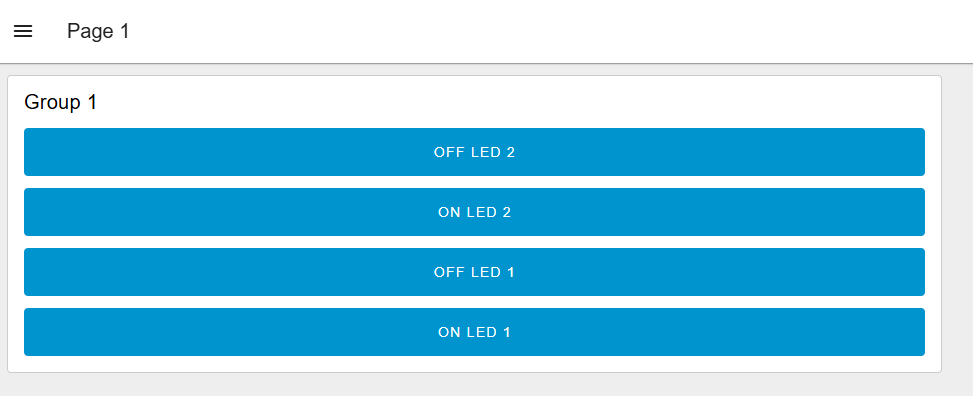 Page 1
Group 1
OFF LED 2
ON LED 2
OFF LED 1
ON LED 1